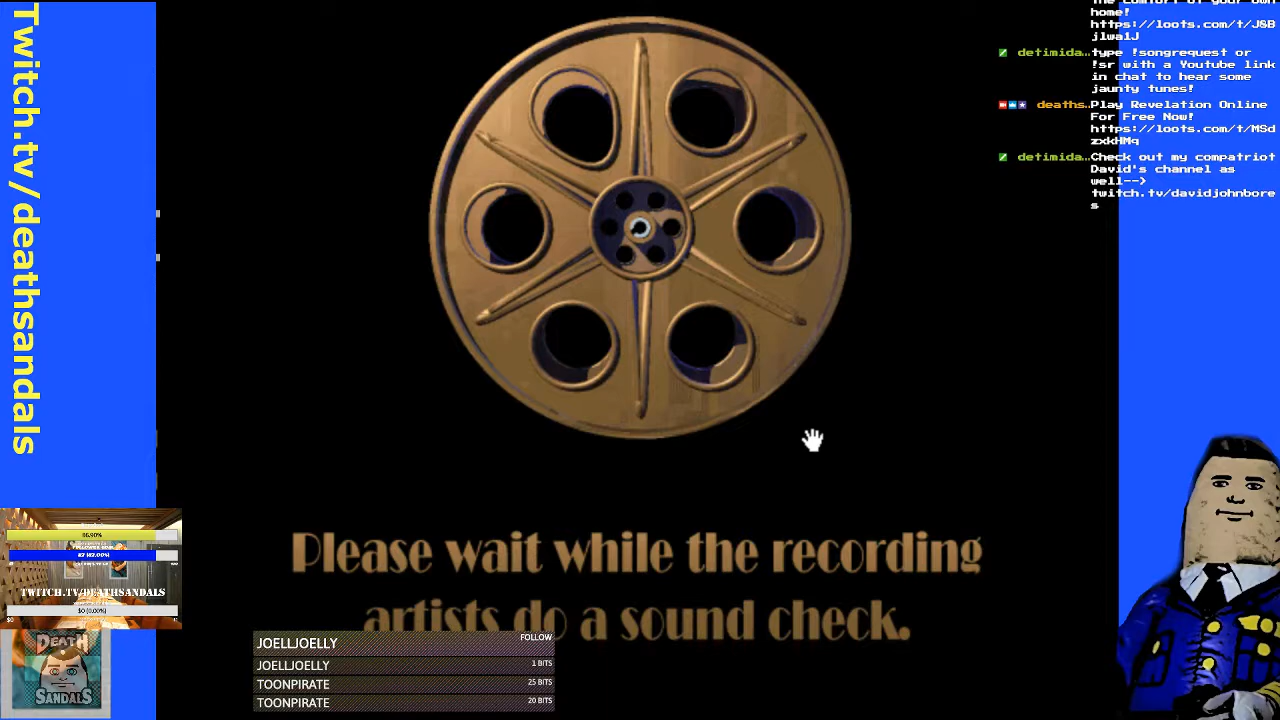 Twitch.tv/deathsandals
home!
https://loots.com/t/J8B
jlwa1J
detimida.. type !songrequest or
!sr with a Youtube link
in chat to hear some
jaunty tunes!
deaths.. Play Revelation Online
For Free Now!
https://loots.com/t/MSd
zxkHMq
detimida.. Check out my compatriot
David's channel as
well-->
twitch.tv/davidjohnbore
s
Please wait while the recording
artists do a sound check.
TWITCH.TV/DEATHSANDALS
$0 (0.00%)
DEATH
SANDALS
JOELLJOELLY FOLLOW
JOELLJOELLY 1 BITS
TOONPIRATE 25 BITS
TOONPIRATE 20 BITS